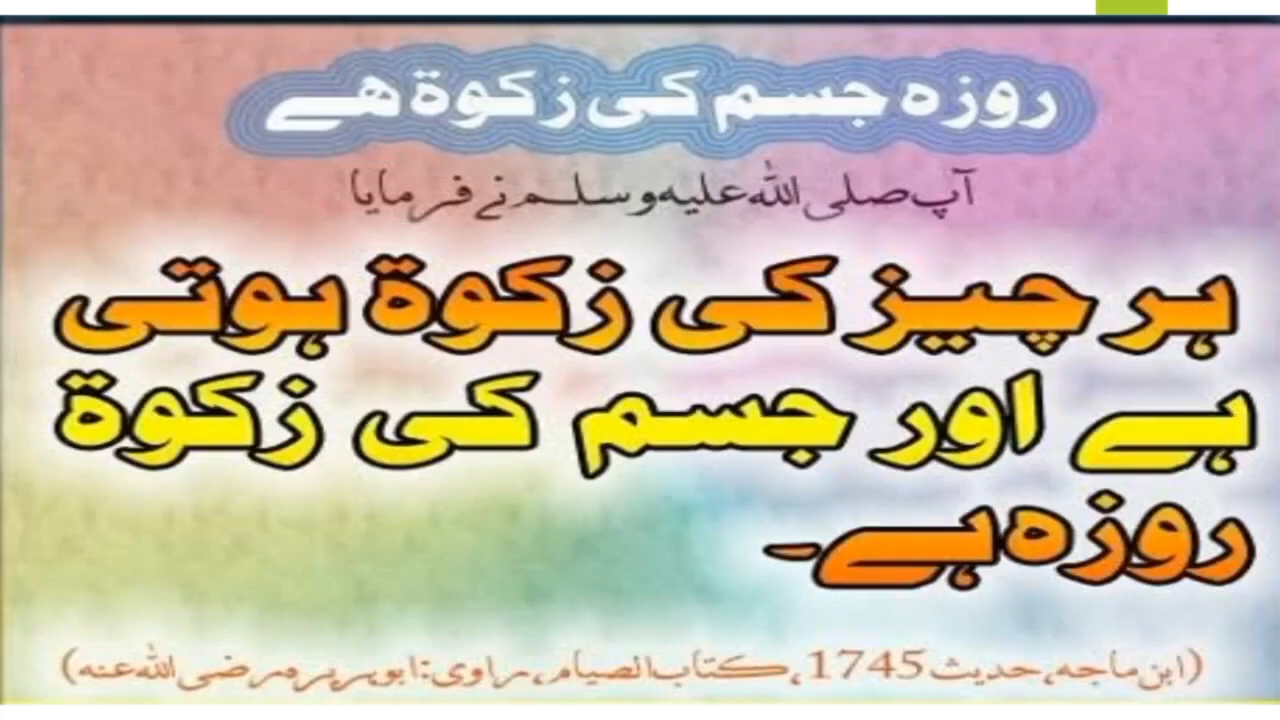 روزہ جسم کی زکوۃ ھے
آپ صلی اللہ علیہ وسلم نے فرمایا
ہر چیز کی زکوۃ ہوتی
ہے اور جسم کی زکوۃ
روزہ ہے۔
(ابن ماجہ، حدیث 1745، کتاب الصیام، راوی: ابوہریرہ رضی اللہ عنہ)